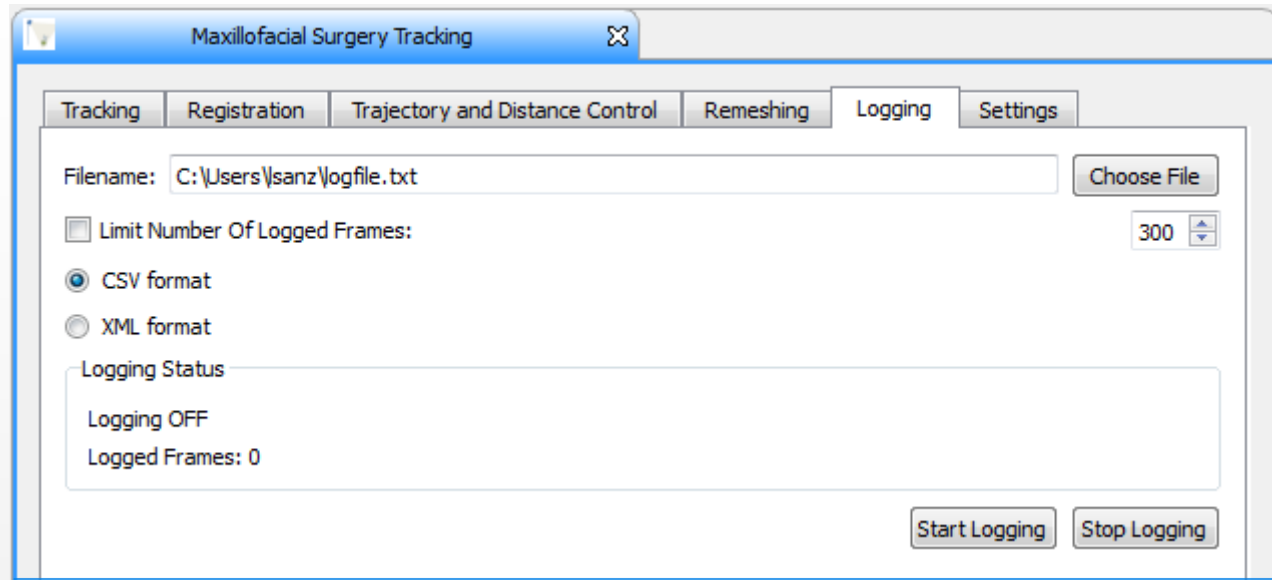 Maxillofacial Surgery Tracking
Tracking Registration Trajectory and Distance Control Remeshing Logging Settings
Filename: C:\Users\lsanz\logfile.txt Choose File
Limit Number Of Logged Frames: 300
CSV format
XML format
Logging Status
Logging OFF
Logged Frames: 0
Start Logging Stop Logging